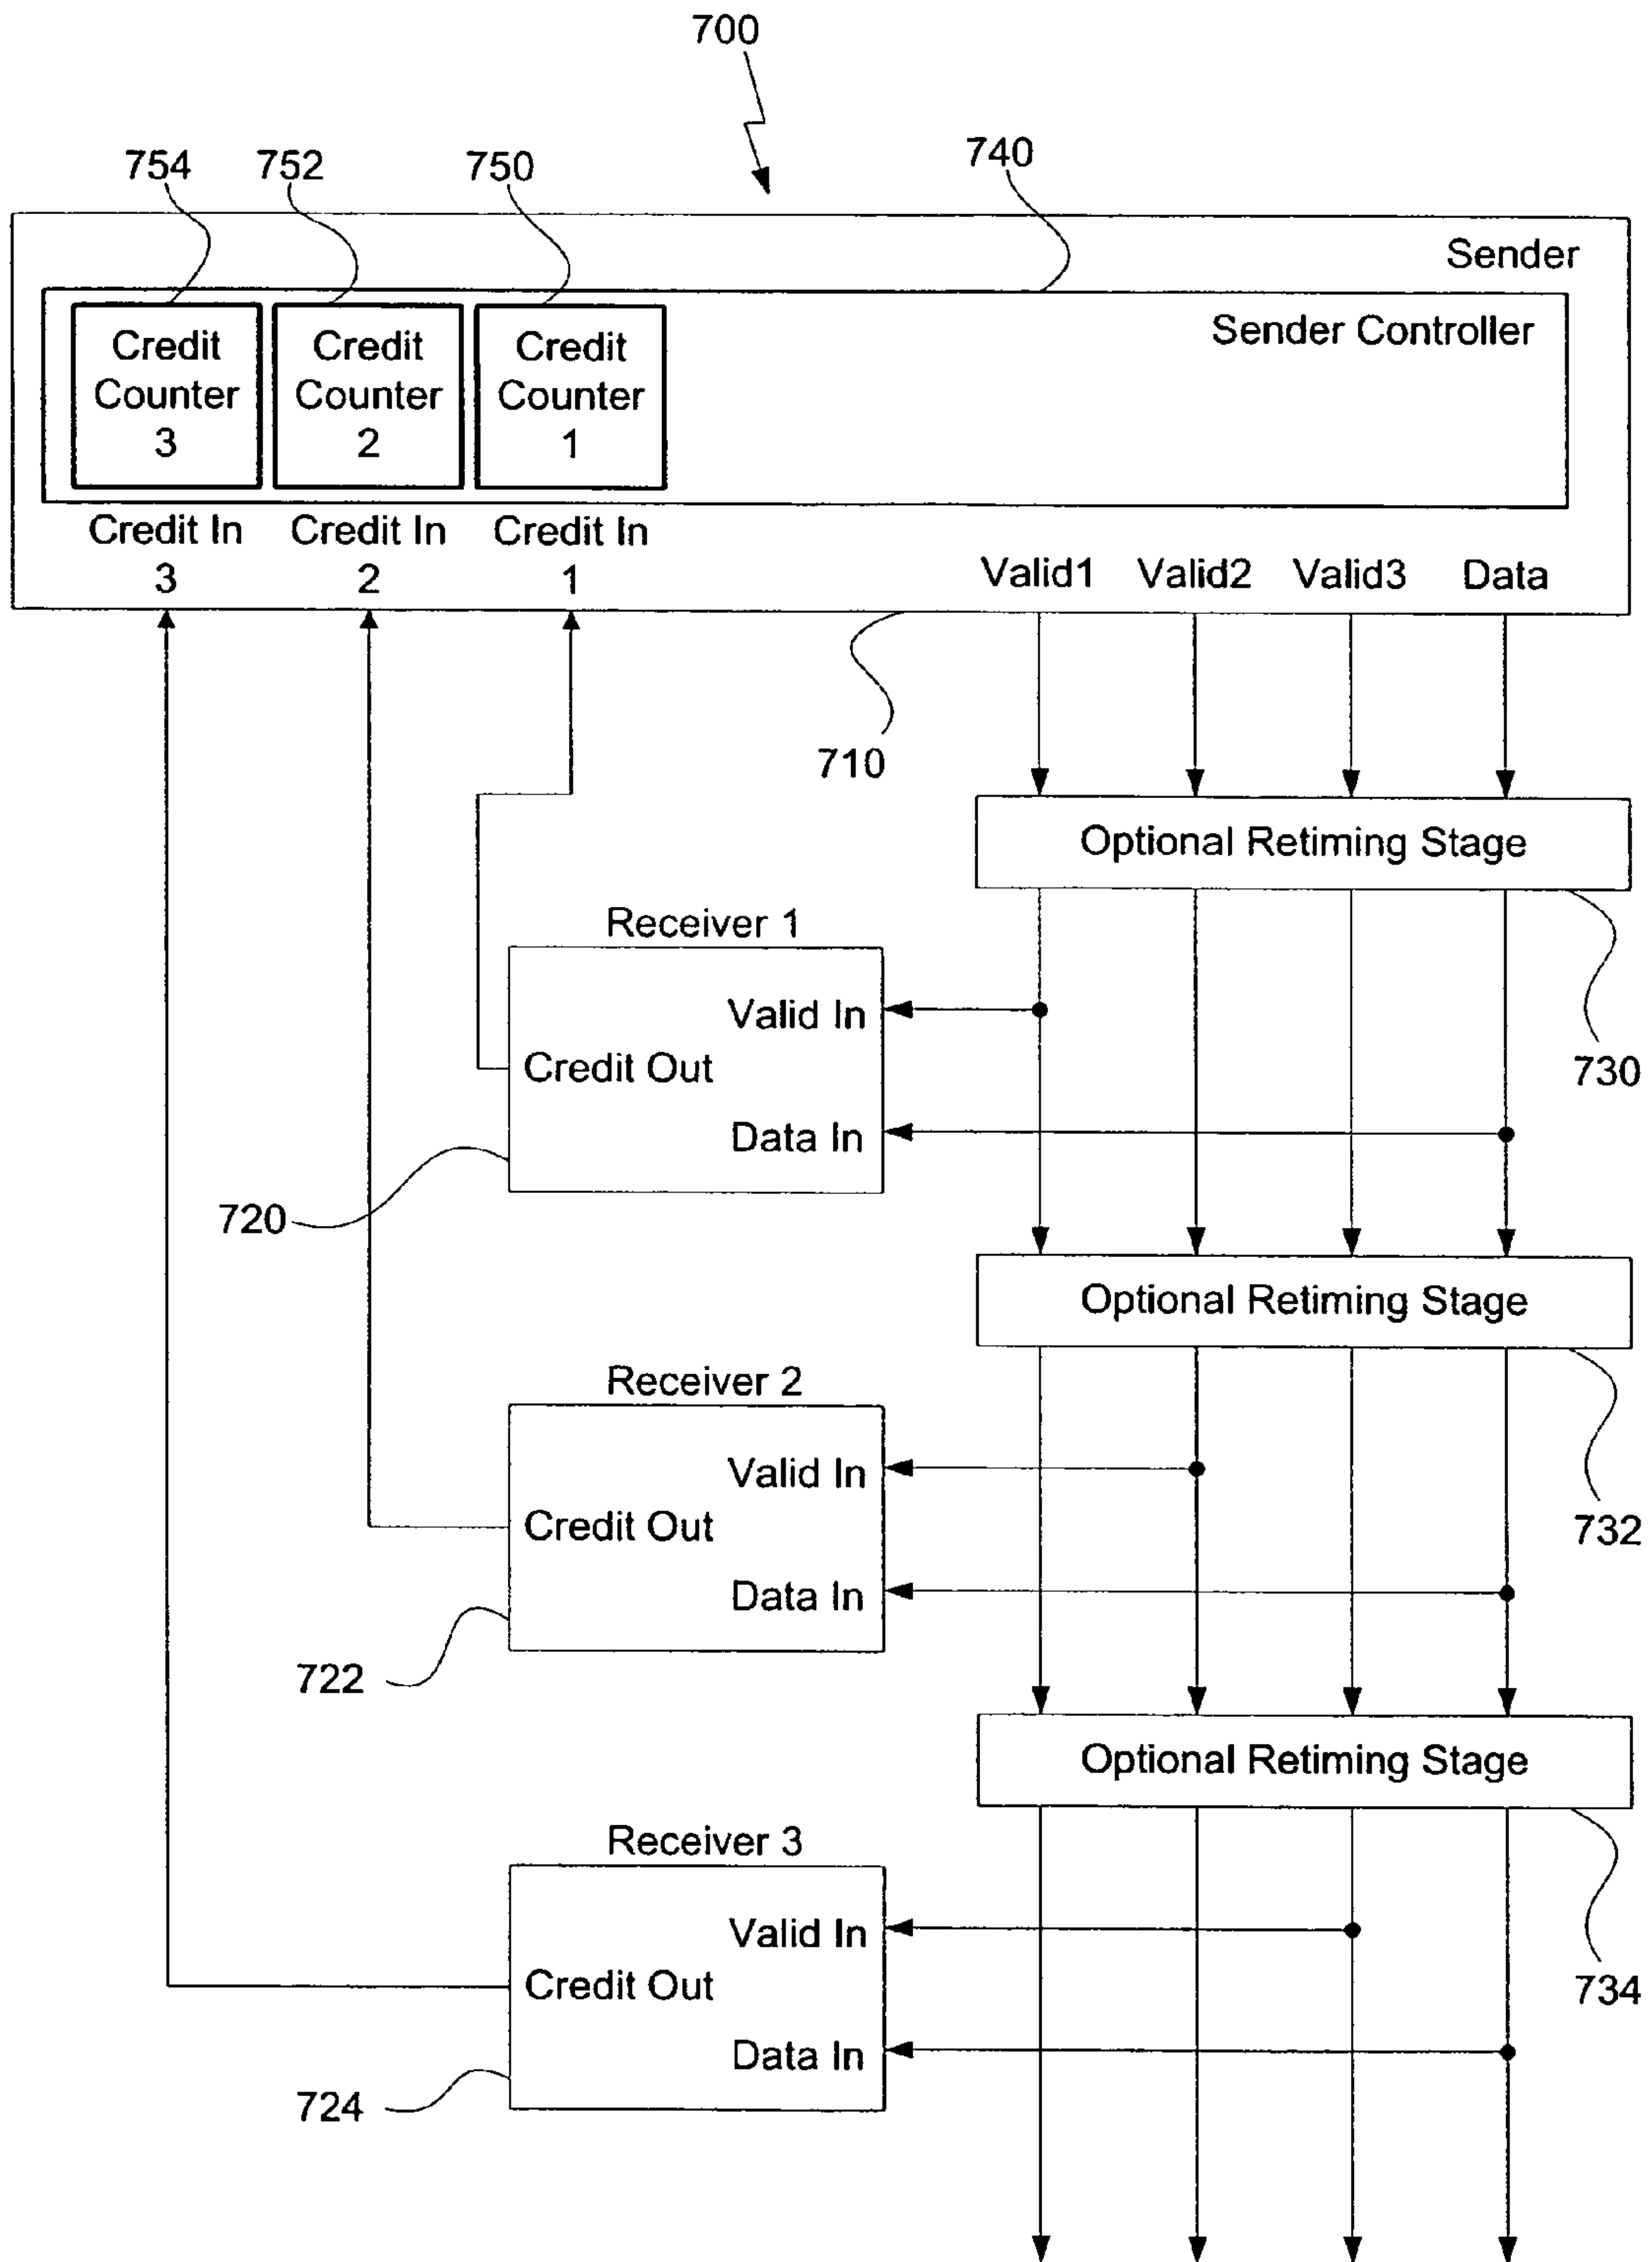 700
754 752 750 740
Sender
Sender Controller
Credit Counter 3
Credit Counter 2
Credit Counter 1
Credit In 3
Credit In 2
Credit In 1
Valid1 Valid2 Valid3 Data
710
Optional Retiming Stage
730
Receiver 1
Valid In
Credit Out
Data In
720
Optional Retiming Stage
732
Receiver 2
Valid In
Credit Out
Data In
722
Optional Retiming Stage
734
Receiver 3
Valid In
Credit Out
Data In
724